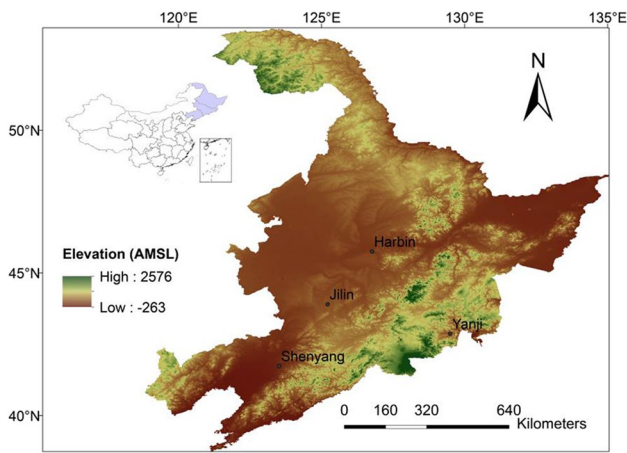 120°E 125°E 130°E 135°E
N
50°N
Harbin
Elevation (AMSL)
45°N
High : 2576
Low : -263
Jilin
Yanji
Shenyang
40°N
0 160 320 640
Kilometers